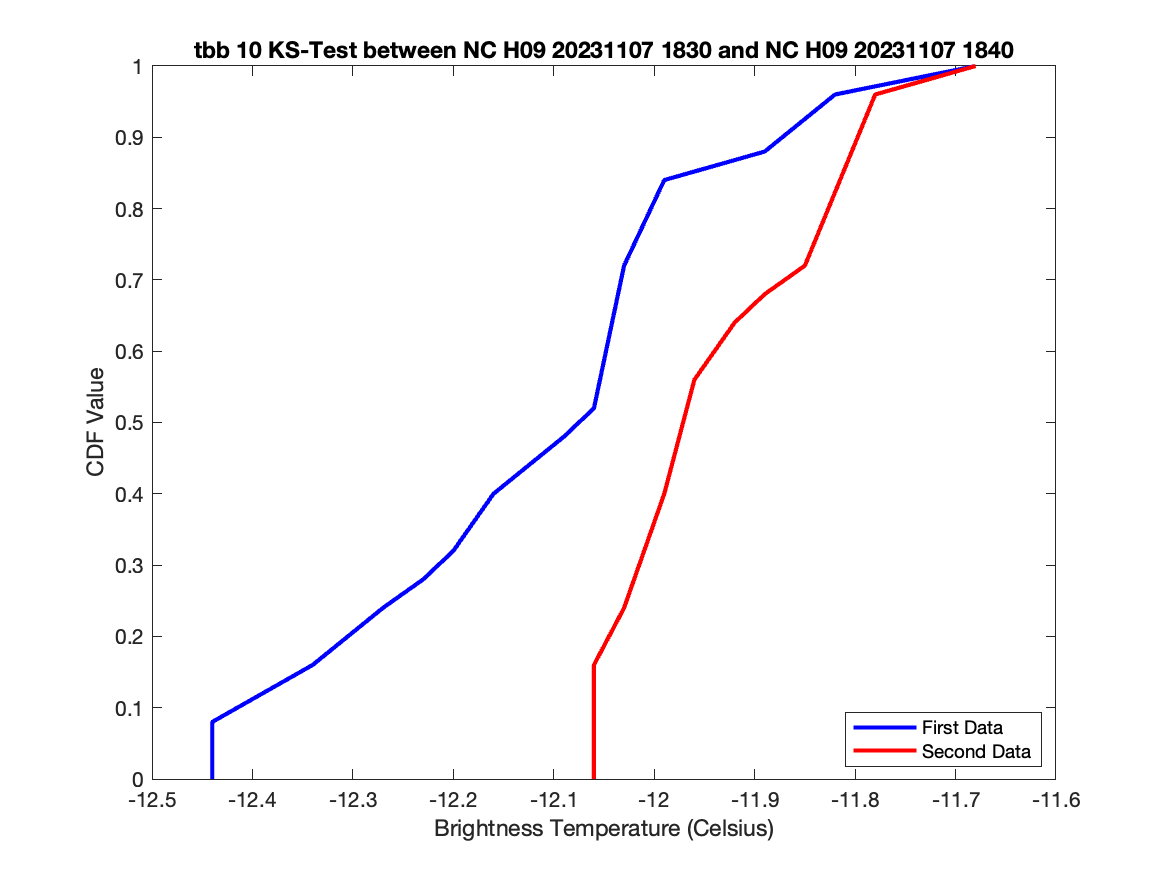 tbb 10 KS-Test between NC H09 20231107 1830 and NC H09 20231107 1840
1
0.9
0.8
0.7
0.6
0.5
0.4
0.3
0.2
0.1
0
CDF Value
First Data
Second Data
-12.5 -12.4 -12.3 -12.2 -12.1 -12 -11.9 -11.8 -11.7 -11.6
Brightness Temperature (Celsius)